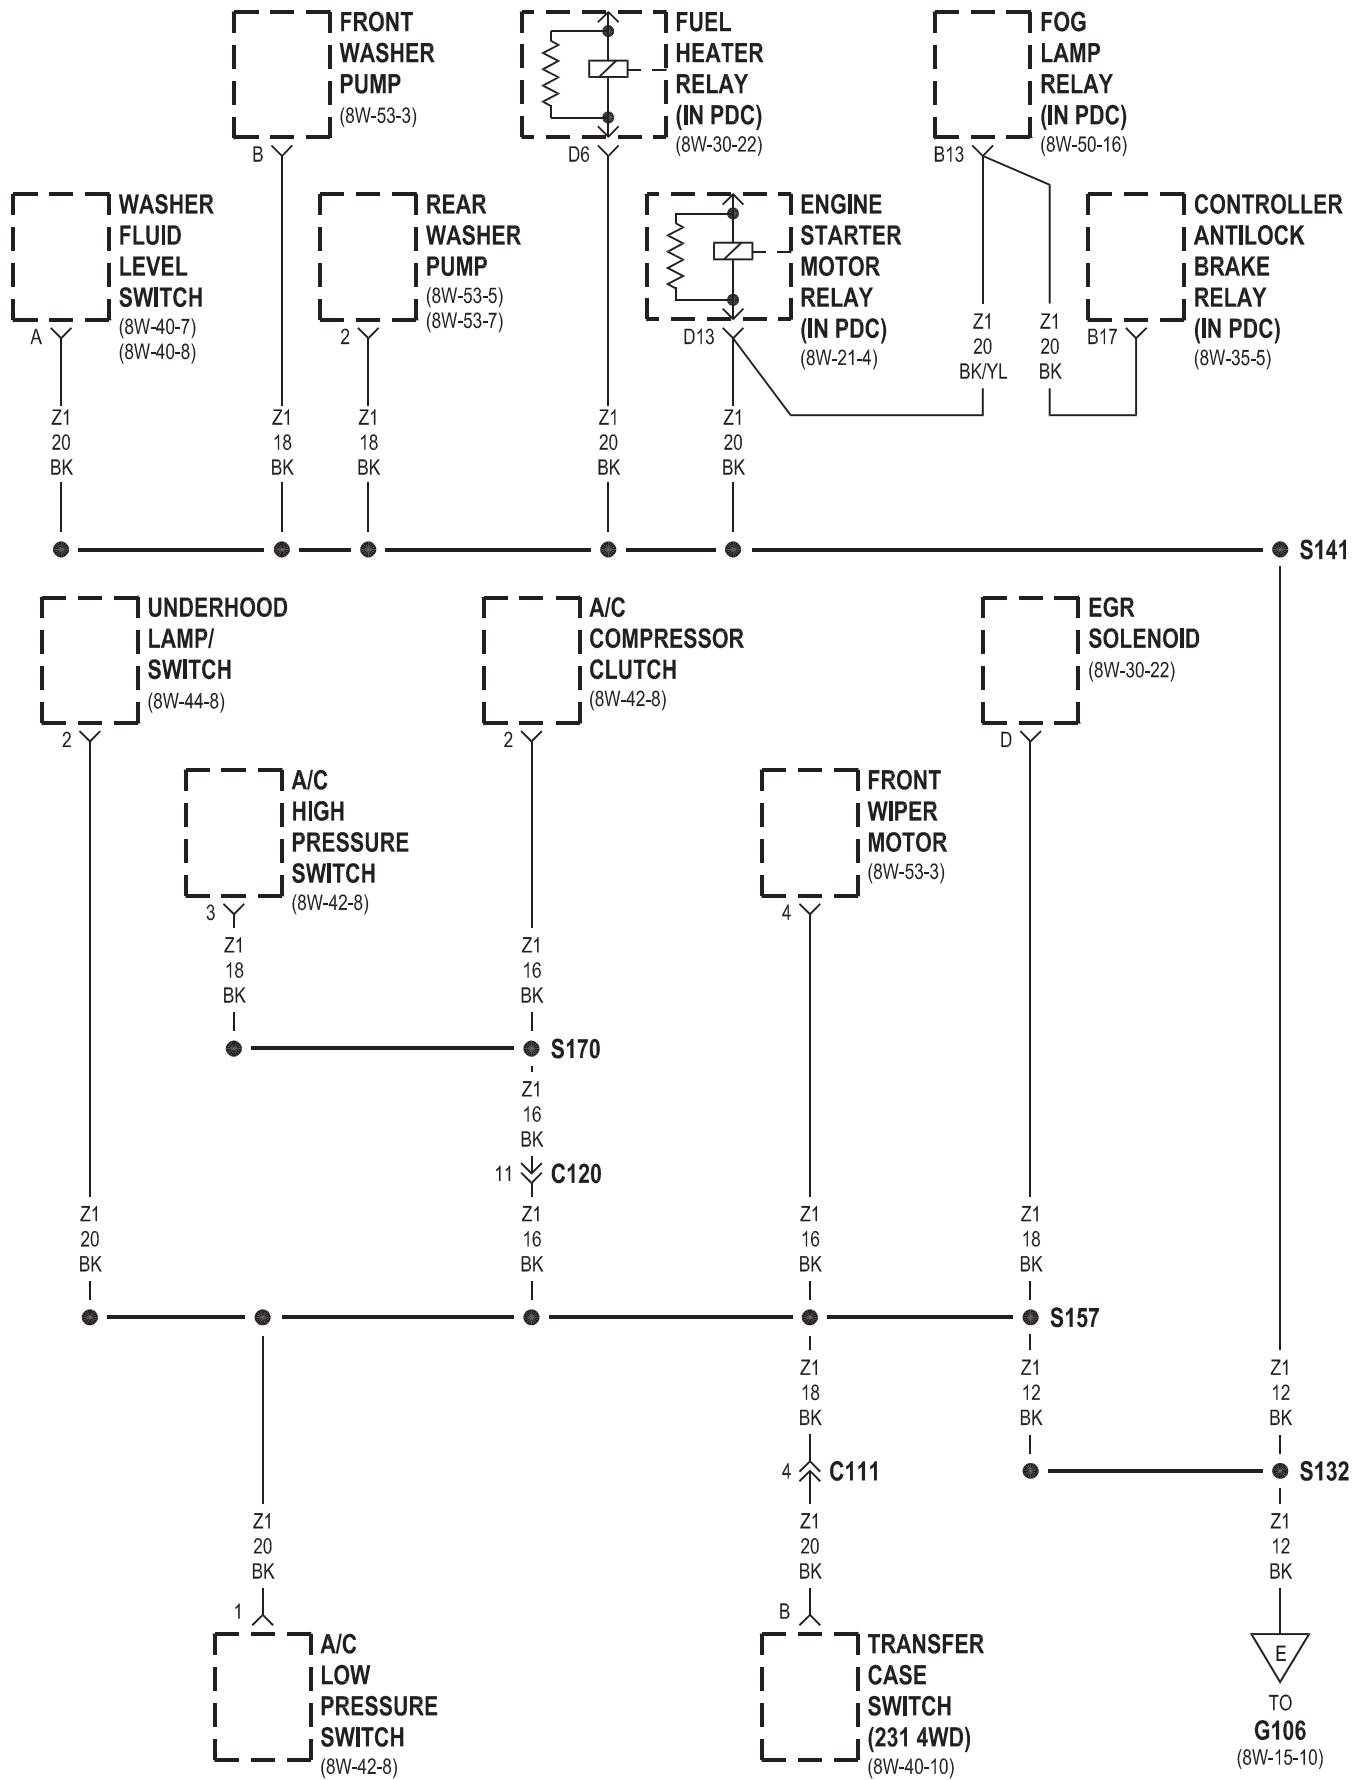 FRONT
WASHER
PUMP
(8W-53-3)
B
FUEL
HEATER
RELAY
(IN PDC)
(8W-30-22)
D6
FOG
LAMP
RELAY
(IN PDC)
(8W-50-16)
B13
WASHER
FLUID
LEVEL
SWITCH
(8W-40-7)
(8W-40-8)
A
REAR
WASHER
PUMP
(8W-53-5)
(8W-53-7)
2
ENGINE
STARTER
MOTOR
RELAY
(IN PDC)
(8W-21-4)
D13
CONTROLLER
ANTILOCK
BRAKE
RELAY
(IN PDC)
(8W-35-5)
B17
Z1
20
BK/YL
Z1
20
BK
Z1
20
BK
Z1
18
BK
Z1
18
BK
Z1
20
BK
Z1
20
BK
S141
UNDERHOOD
LAMP/
SWITCH
(8W-44-8)
2
A/C
COMPRESSOR
CLUTCH
(8W-42-8)
2
EGR
SOLENOID
(8W-30-22)
D
A/C
HIGH
PRESSURE
SWITCH
(8W-42-8)
3
FRONT
WIPER
MOTOR
(8W-53-3)
4
Z1
18
BK
Z1
16
BK
S170
Z1
16
BK
11
C120
Z1
20
BK
Z1
16
BK
Z1
16
BK
Z1
18
BK
S157
Z1
18
BK
Z1
12
BK
Z1
12
BK
4
C111
S132
Z1
20
BK
Z1
20
BK
Z1
12
BK
1
A/C
LOW
PRESSURE
SWITCH
(8W-42-8)
B
TRANSFER
CASE
SWITCH
(231 4WD)
(8W-40-10)
E
TO
G106
(8W-15-10)